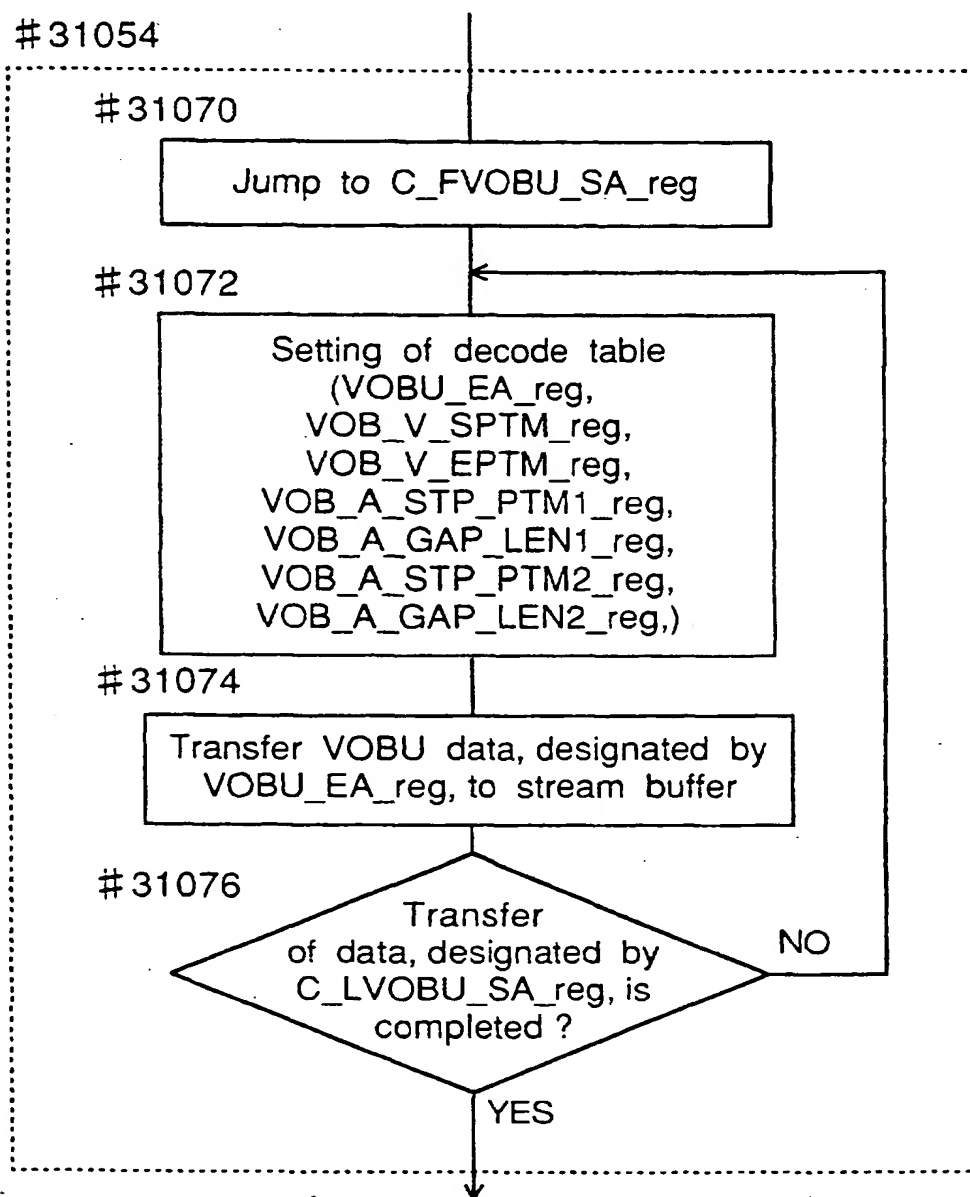 #31054
#31070
Jump to C_FVOBU_SA_reg
#31072
Setting of decode table
(VOBU_EA_reg,
VOB_V_SPTM_reg,
VOB_V_EPTM_reg,
VOB_A_STP_PTM1_reg,
VOB_A_GAP_LEN1_reg,
VOB_A_STP_PTM2_reg,
VOB_A_GAP_LEN2_reg,)
#31074
Transfer VOBU data, designated by
VOBU_EA_reg, to stream buffer
#31076
Transfer
of data, designated by
C_LVOBU_SA_reg, is
completed ?
NO
YES